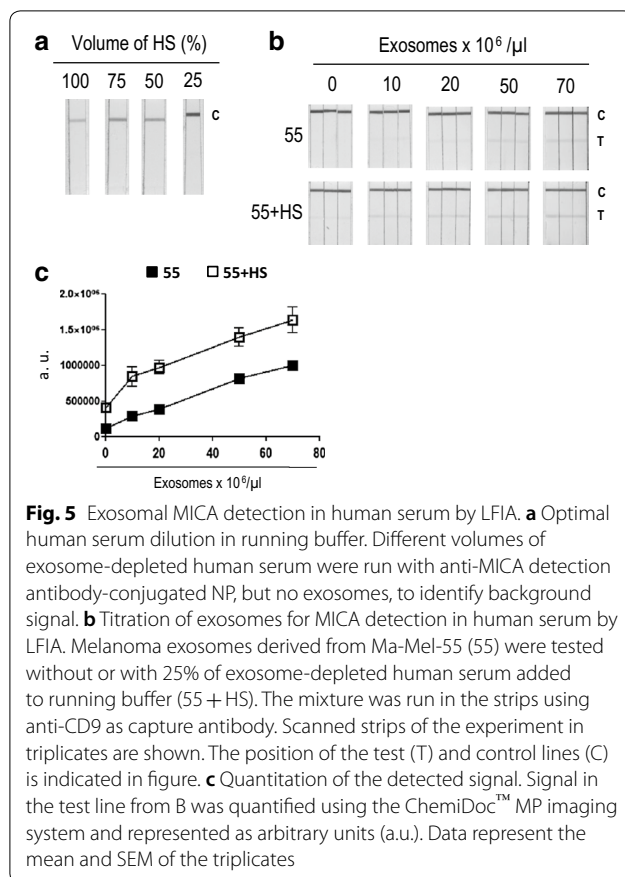 a Volume of HS (%)
100 75 50 25
C
b Exosomes x 10⁶ /µl
0 10 20 50 70
55
C
T
55+HS
C
T
c ■ 55 □ 55+HS
2.0×10⁰⁶
1.5×10⁰⁶
1000000
500000
0
a. u.
0 20 40 60 80
Exosomes x 10⁶/µl
Fig. 5 Exosomal MICA detection in human serum by LFIA. a Optimal
human serum dilution in running buffer. Different volumes of
exosome-depleted human serum were run with anti-MICA detection
antibody-conjugated NP, but no exosomes, to identify background
signal. b Titration of exosomes for MICA detection in human serum by
LFIA. Melanoma exosomes derived from Ma-Mel-55 (55) were tested
without or with 25% of exosome-depleted human serum added
to running buffer (55 + HS). The mixture was run in the strips using
anti-CD9 as capture antibody. Scanned strips of the experiment in
triplicates are shown. The position of the test (T) and control lines (C)
is indicated in figure. c Quantitation of the detected signal. Signal in
the test line from B was quantified using the ChemiDoc™ MP imaging
system and represented as arbitrary units (a.u.). Data represent the
mean and SEM of the triplicates